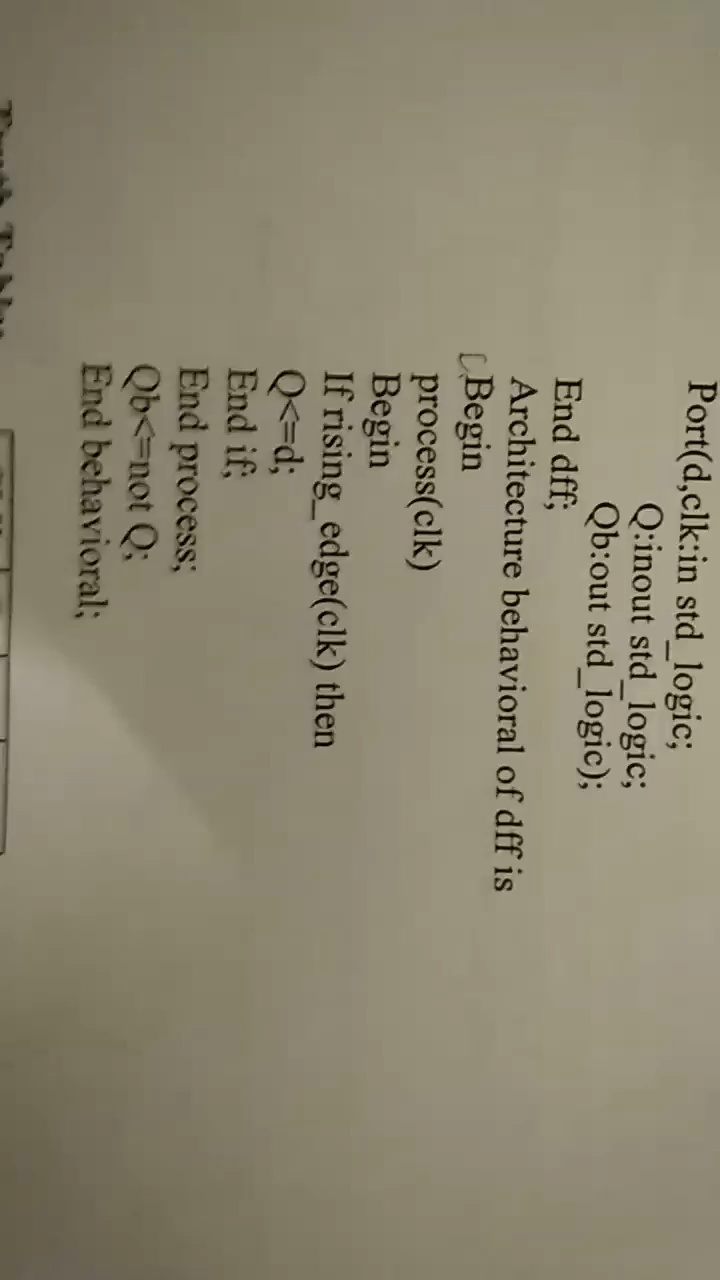 Port(d,clk:in std_logic;
Q:inout std_logic;
Qb:out std_logic);
End dff;
Architecture behavioral of dff is
Begin
process(clk)
Begin
If rising_edge(clk) then
Q<=d;
End if;
End process;
Qb<=not Q;
End behavioral;